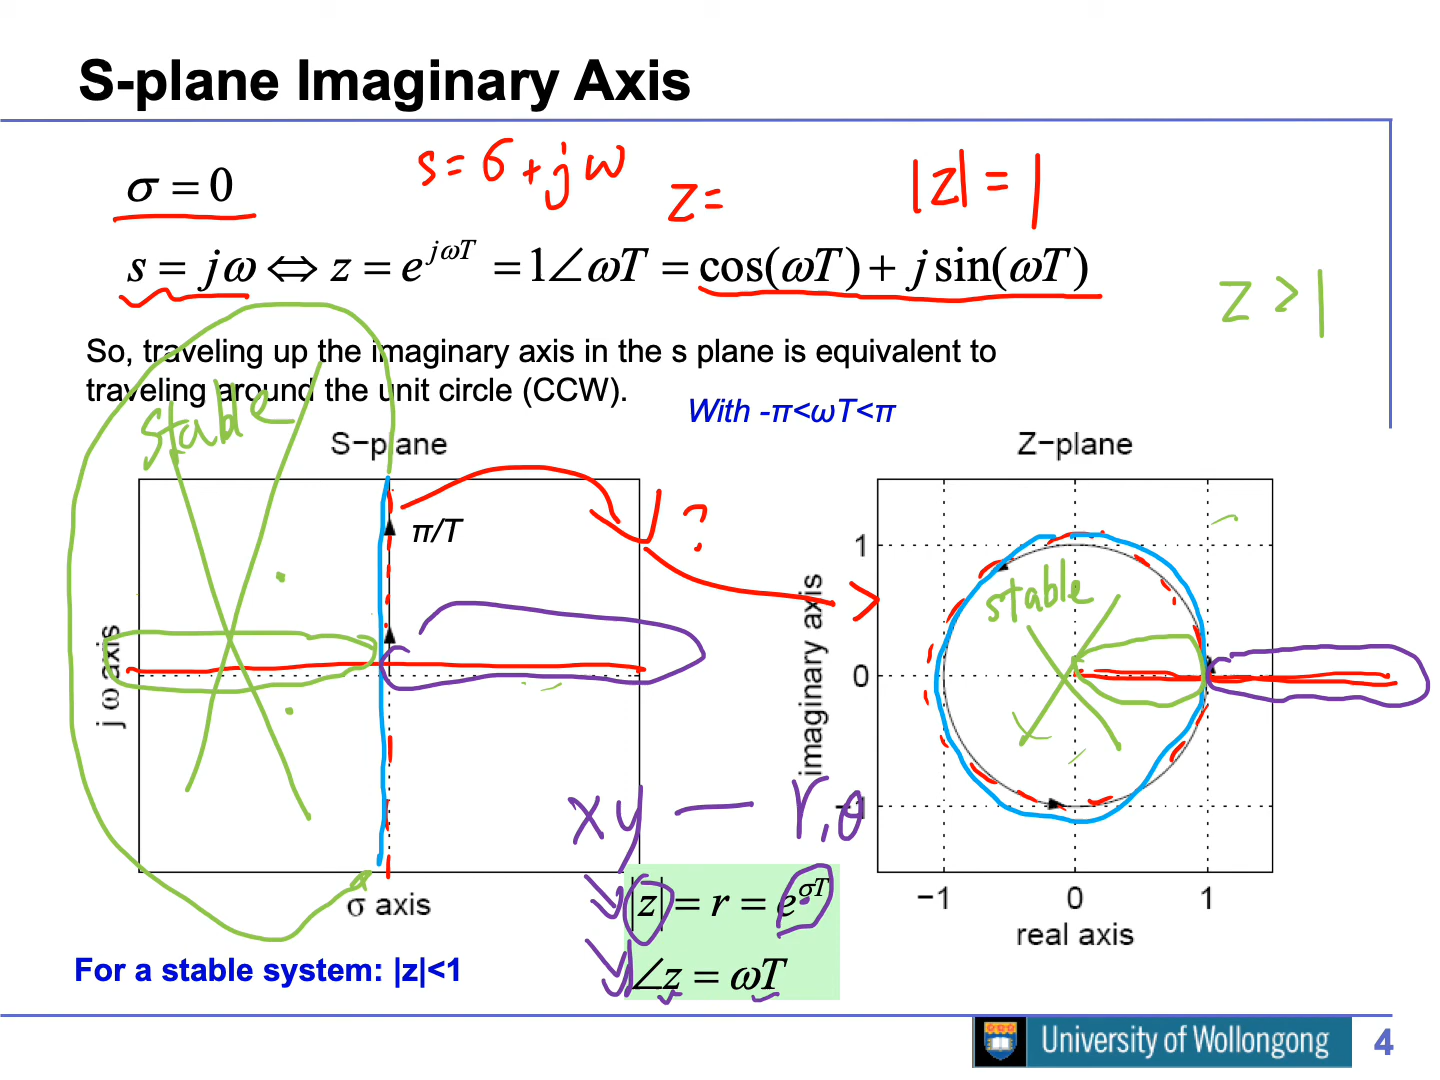 S-plane Imaginary Axis
σ = 0
s = σ + jω
z =
|z| = 1
s = jω ⇔ z = e^{jωT} = 1∠ωT = cos(ωT) + j sin(ωT)
z > 1
So, traveling up the imaginary axis in the s plane is equivalent to
traveling around the unit circle (CCW).
With -π<ωT<π
stable
S-plane
Z-plane
π/T
?
1
0
-1
stable
j ω axis
imaginary axis
xy — r,θ
−1 0 1
σ axis
real axis
|z| = r = e^{σT}
∠z = ωT
For a stable system: |z|<1
University of Wollongong
4